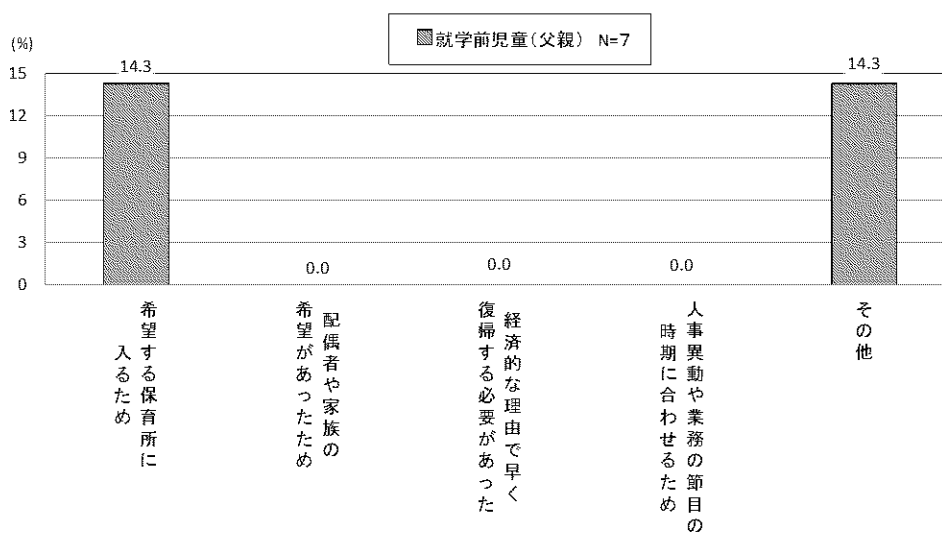 就学前児童(父親) N=7
(%)
15
12
9
6
3
0
14.3
0.0
0.0
0.0
14.3
希望する保育所に
入るため
配偶者や家族の
希望があったため
経済的な理由で早く
復帰する必要があった
人事異動や業務の節目の
時期に合わせるため
その他